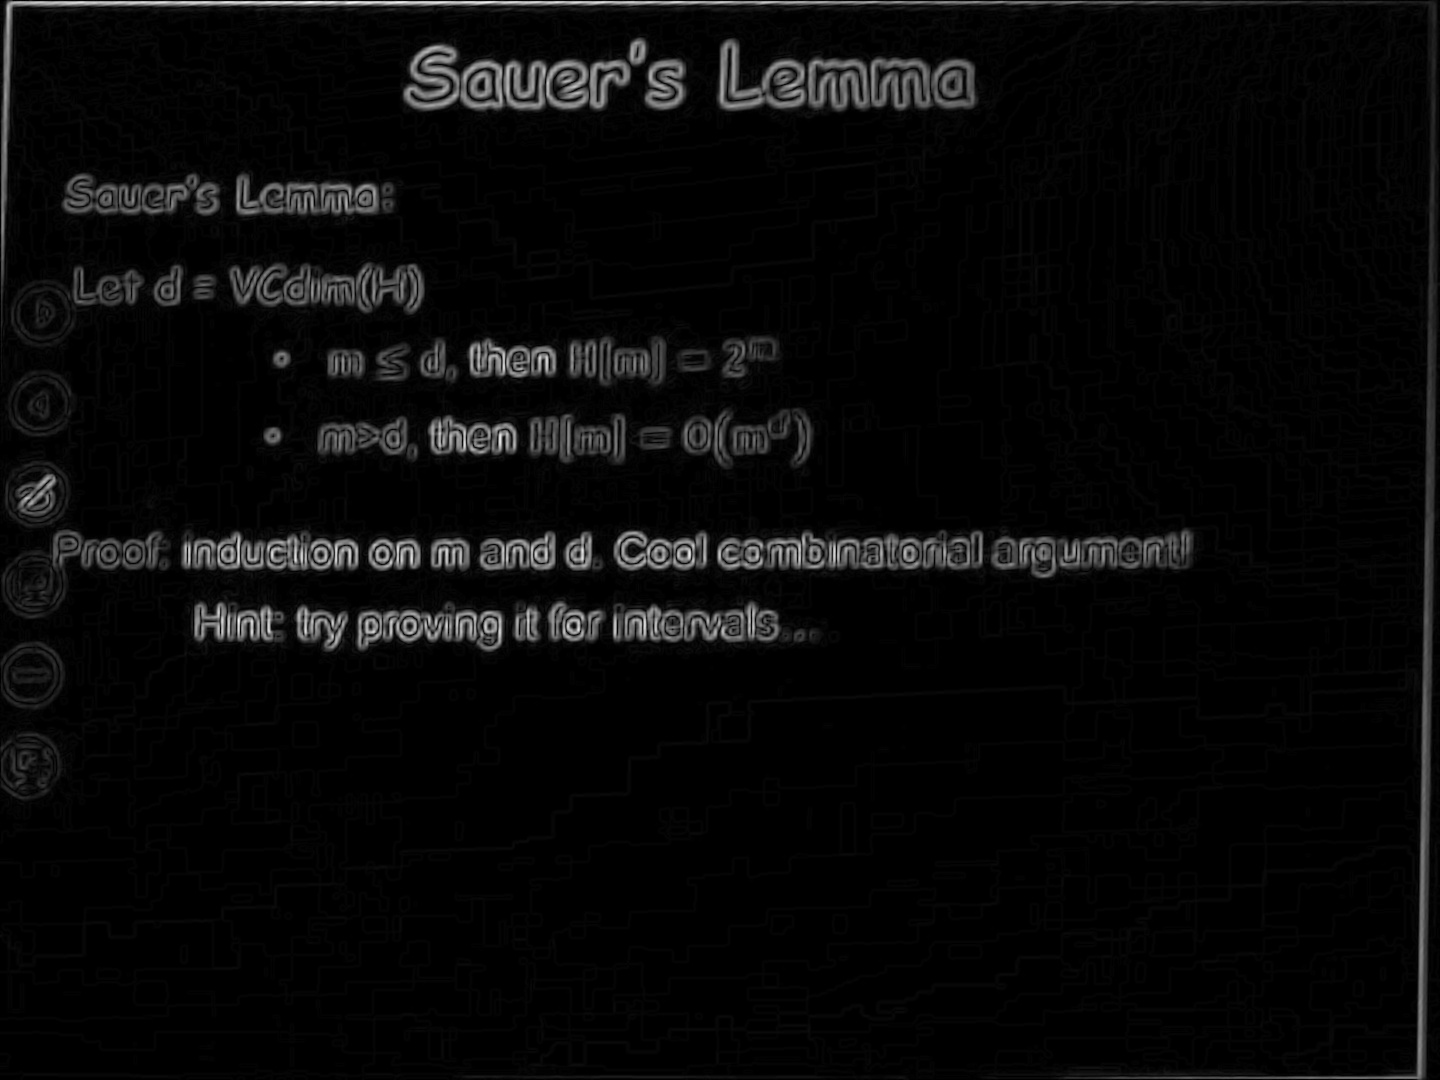 Sauer's Lemma
Sauer's Lemma:
Let d = VCdim(H)
• m ≤ d, then H[m] = 2^m
• m>d, then H[m] = O(m^d)
Proof: induction on m and d. Cool combinatorial argument!
Hint: try proving it for intervals...